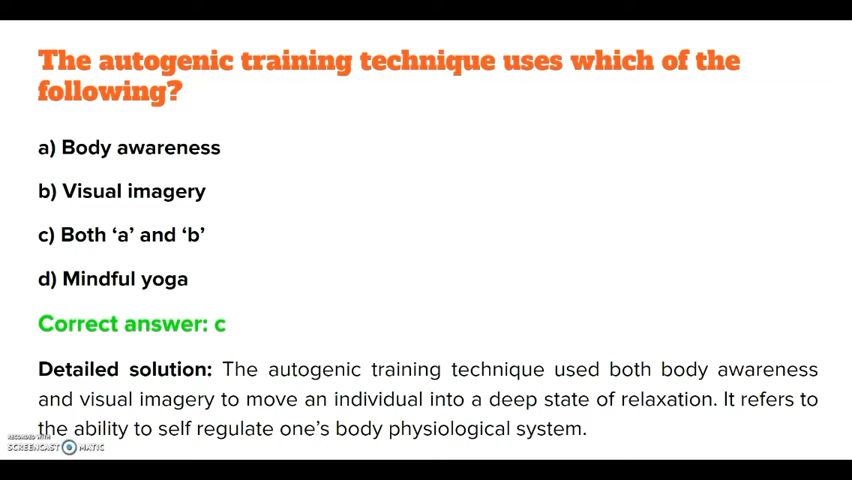 The autogenic training technique uses which of the
following?
a) Body awareness
b) Visual imagery
c) Both ‘a’ and ‘b’
d) Mindful yoga
Correct answer: c
Detailed solution: The autogenic training technique used both body awareness
and visual imagery to move an individual into a deep state of relaxation. It refers to
the ability to self regulate one’s body physiological system.
RECORDED WITH
SCREENCAST MATIC